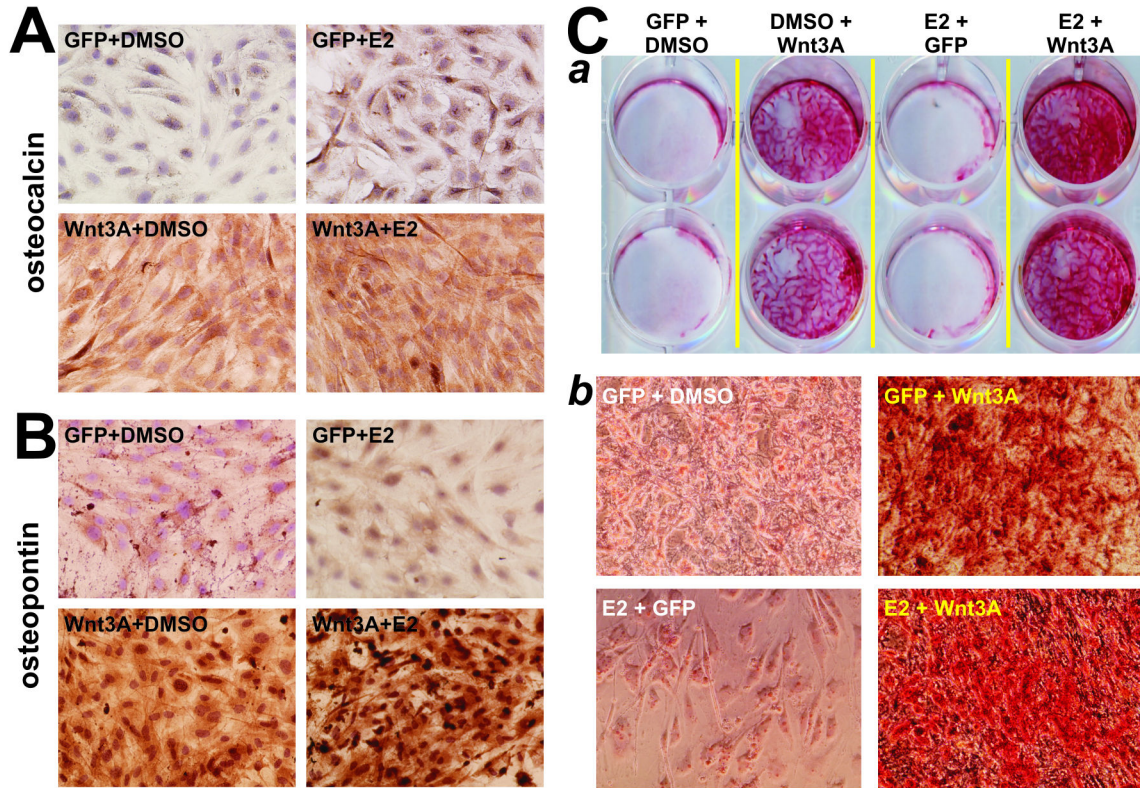 A
GFP+DMSO
GFP+E2
osteocalcin
Wnt3A+DMSO
Wnt3A+E2
B
GFP+DMSO
GFP+E2
osteopontin
Wnt3A+DMSO
Wnt3A+E2
C
GFP +
DMSO
DMSO +
Wnt3A
E2 +
GFP
E2 +
Wnt3A
a
b
GFP + DMSO
GFP + Wnt3A
E2 + GFP
E2 + Wnt3A